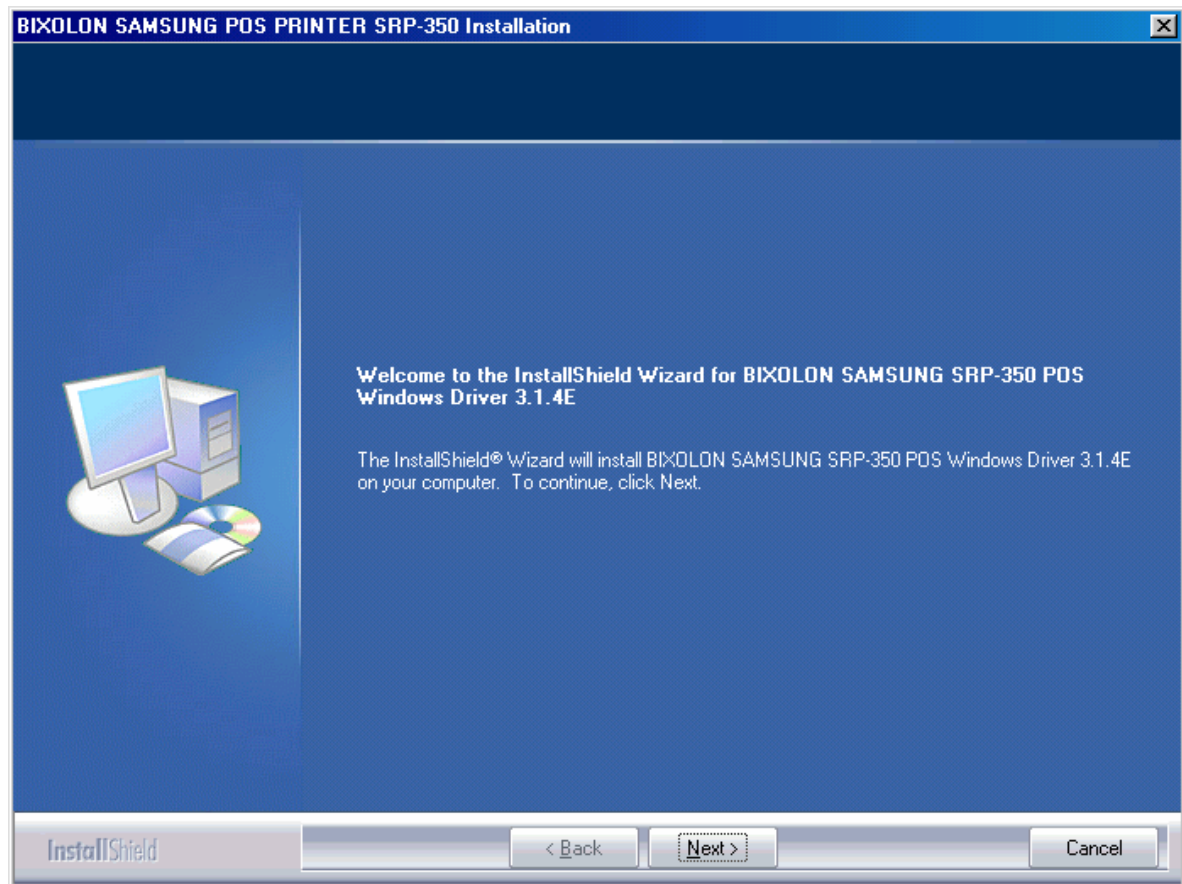 BIXOLON SAMSUNG POS PRINTER SRP-350 Installation
Welcome to the InstallShield Wizard for BIXOLON SAMSUNG SRP-350 POS
Windows Driver 3.1.4E
The InstallShield® Wizard will install BIXOLON SAMSUNG SRP-350 POS Windows Driver 3.1.4E
on your computer. To continue, click Next.
InstallShield
< Back
Next >
Cancel